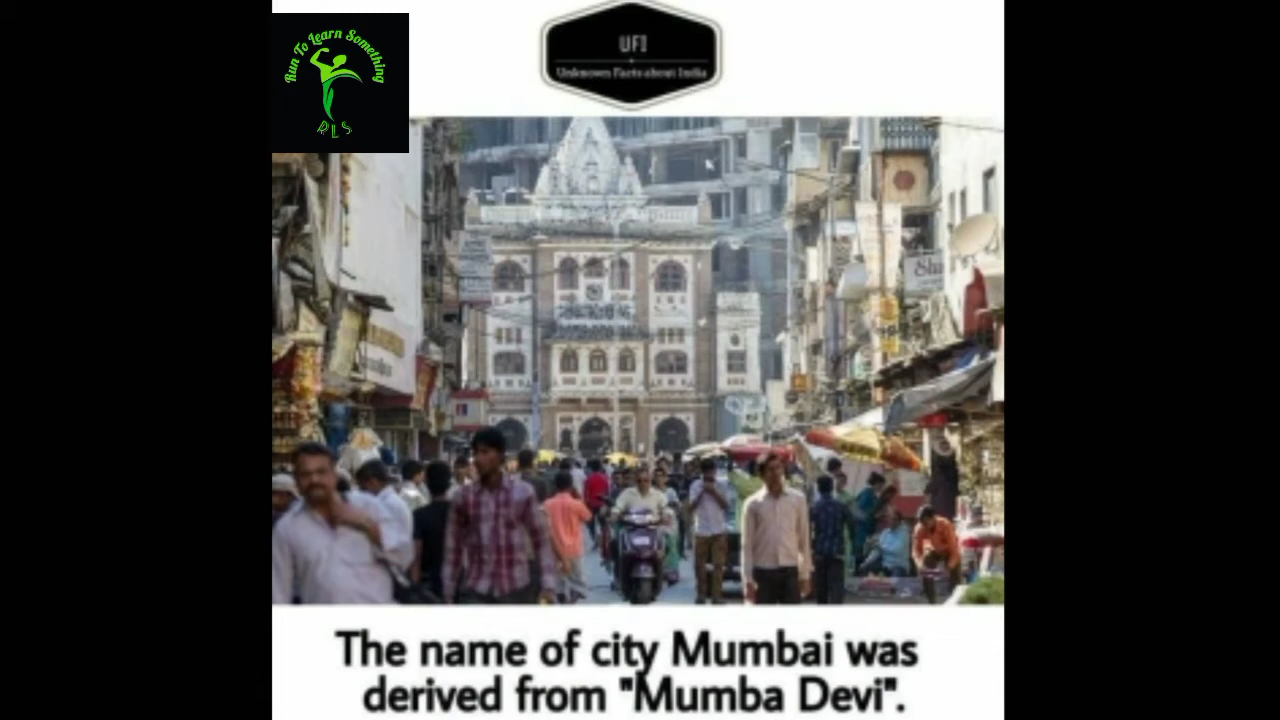 Run To Learn Something
RLS
UFI
Unknown Facts about India
Sha
The name of city Mumbai was
derived from "Mumba Devi".